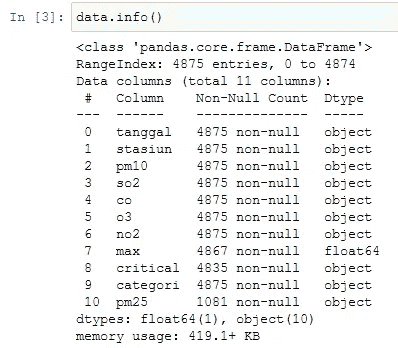 In [3]: data.info()
<class 'pandas.core.frame.DataFrame'>
RangeIndex: 4875 entries, 0 to 4874
Data columns (total 11 columns):
 #   Column    Non-Null Count  Dtype
---  ------    --------------  -----
 0   tanggal   4875 non-null   object
 1   stasiun   4875 non-null   object
 2   pm10      4875 non-null   object
 3   so2       4875 non-null   object
 4   co        4875 non-null   object
 5   o3        4875 non-null   object
 6   no2       4875 non-null   object
 7   max       4867 non-null   float64
 8   critical  4835 non-null   object
 9   categori  4875 non-null   object
 10  pm25      1081 non-null   object
dtypes: float64(1), object(10)
memory usage: 419.1+ KB